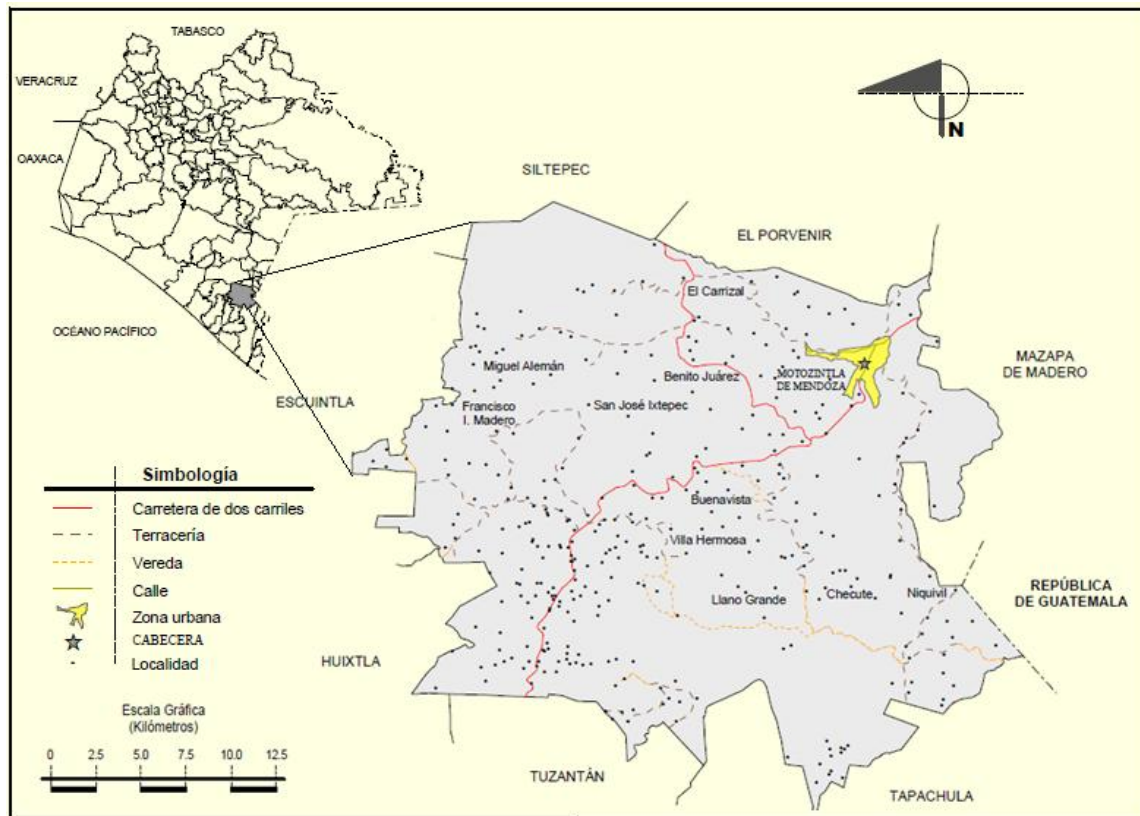 TABASCO
VERACRUZ
OAXACA
OCÉANO PACÍFICO
N
SILTEPEC
EL PORVENIR
El Carrizal
MAZAPA
DE MADERO
Miguel Alemán
Benito Juárez
MOTOZINTLA
DE MENDOZA
ESCUINTLA
Francisco
I. Madero
San José Ixtepec
Buenavista
Villa Hermosa
Llano Grande
Checute
Niquivil
REPÚBLICA
DE GUATEMALA
HUIXTLA
TUZANTÁN
TAPACHULA
Simbología
Carretera de dos carriles
Terracería
Vereda
Calle
Zona urbana
CABECERA
Localidad
Escala Gráfica
(Kilómetros)
0 2.5 5.0 7.5 10.0 12.5